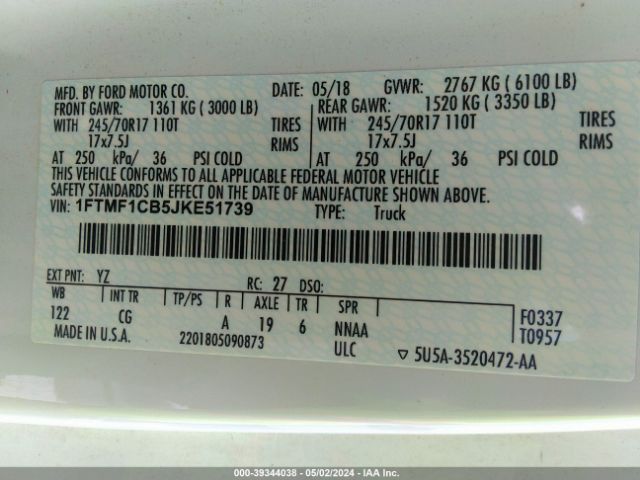 MFD. BY FORD MOTOR CO. DATE: 05/18 GVWR: 2767 KG ( 6100 LB)
FRONT GAWR: 1361 KG ( 3000 LB) REAR GAWR: 1520 KG ( 3350 LB)
WITH 245/70R17 110T TIRES WITH 245/70R17 110T TIRES
17x7.5J RIMS 17x7.5J RIMS
AT 250 kPa/ 36 PSI COLD AT 250 kPa/ 36 PSI COLD
THIS VEHICLE CONFORMS TO ALL APPLICABLE FEDERAL MOTOR VEHICLE
SAFETY STANDARDS IN EFFECT ON THE DATE OF MANUFACTURE SHOWN ABOVE.
VIN: 1FTMF1CB5JKE51739 TYPE: Truck
EXT PNT: YZ RC: 27 DSO:
WB INT TR TP/PS R AXLE TR SPR
122 CG A 19 6 NNAA F0337
MADE IN U.S.A. 2201805090873 ULC ▽ 5U5A-3520472-AA T0957
000-39344038 - 05/02/2024 - IAA Inc.